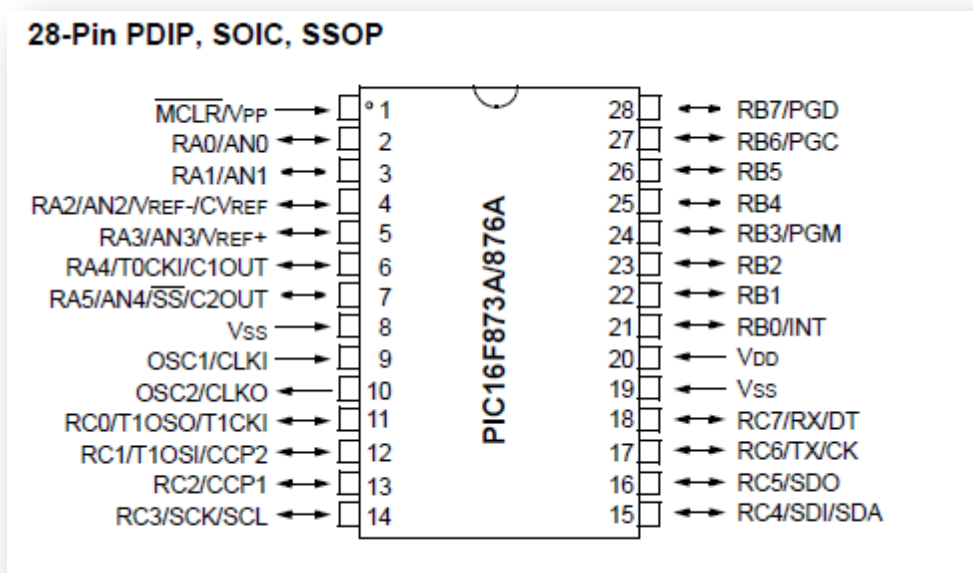 28-Pin PDIP, SOIC, SSOP
MCLR/VPP 1 28 RB7/PGD
RA0/AN0 2 27 RB6/PGC
RA1/AN1 3 26 RB5
RA2/AN2/VREF-/CVREF 4 25 RB4
RA3/AN3/VREF+ 5 24 RB3/PGM
RA4/T0CKI/C1OUT 6 23 RB2
RA5/AN4/SS/C2OUT 7 22 RB1
VSS 8 21 RB0/INT
OSC1/CLKI 9 20 VDD
OSC2/CLKO 10 19 VSS
RC0/T1OSO/T1CKI 11 18 RC7/RX/DT
RC1/T1OSI/CCP2 12 17 RC6/TX/CK
RC2/CCP1 13 16 RC5/SDO
RC3/SCK/SCL 14 15 RC4/SDI/SDA
PIC16F873A/876A